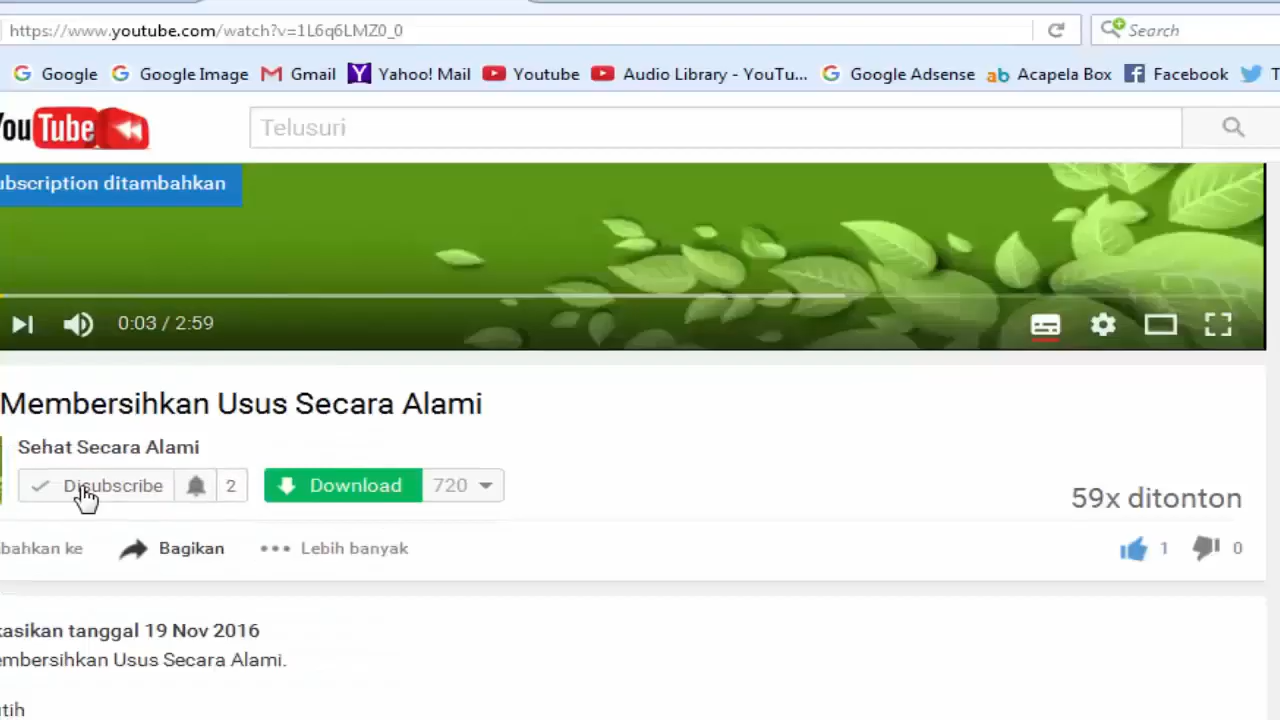 https://www.youtube.com/watch?v=1L6q6LMZ0_0 Search
Google Google Image Gmail Yahoo! Mail Youtube Audio Library - YouTu... Google Adsense ab Acapela Box Facebook T
YouTube Telusuri
ubscription ditambahkan
0:03 / 2:59
Membersihkan Usus Secara Alami
Sehat Secara Alami
Disubscribe 2 Download 720
59x ditonton
bahkan ke Bagikan ••• Lebih banyak 1 0
kasikan tanggal 19 Nov 2016
embersihkan Usus Secara Alami.
utih